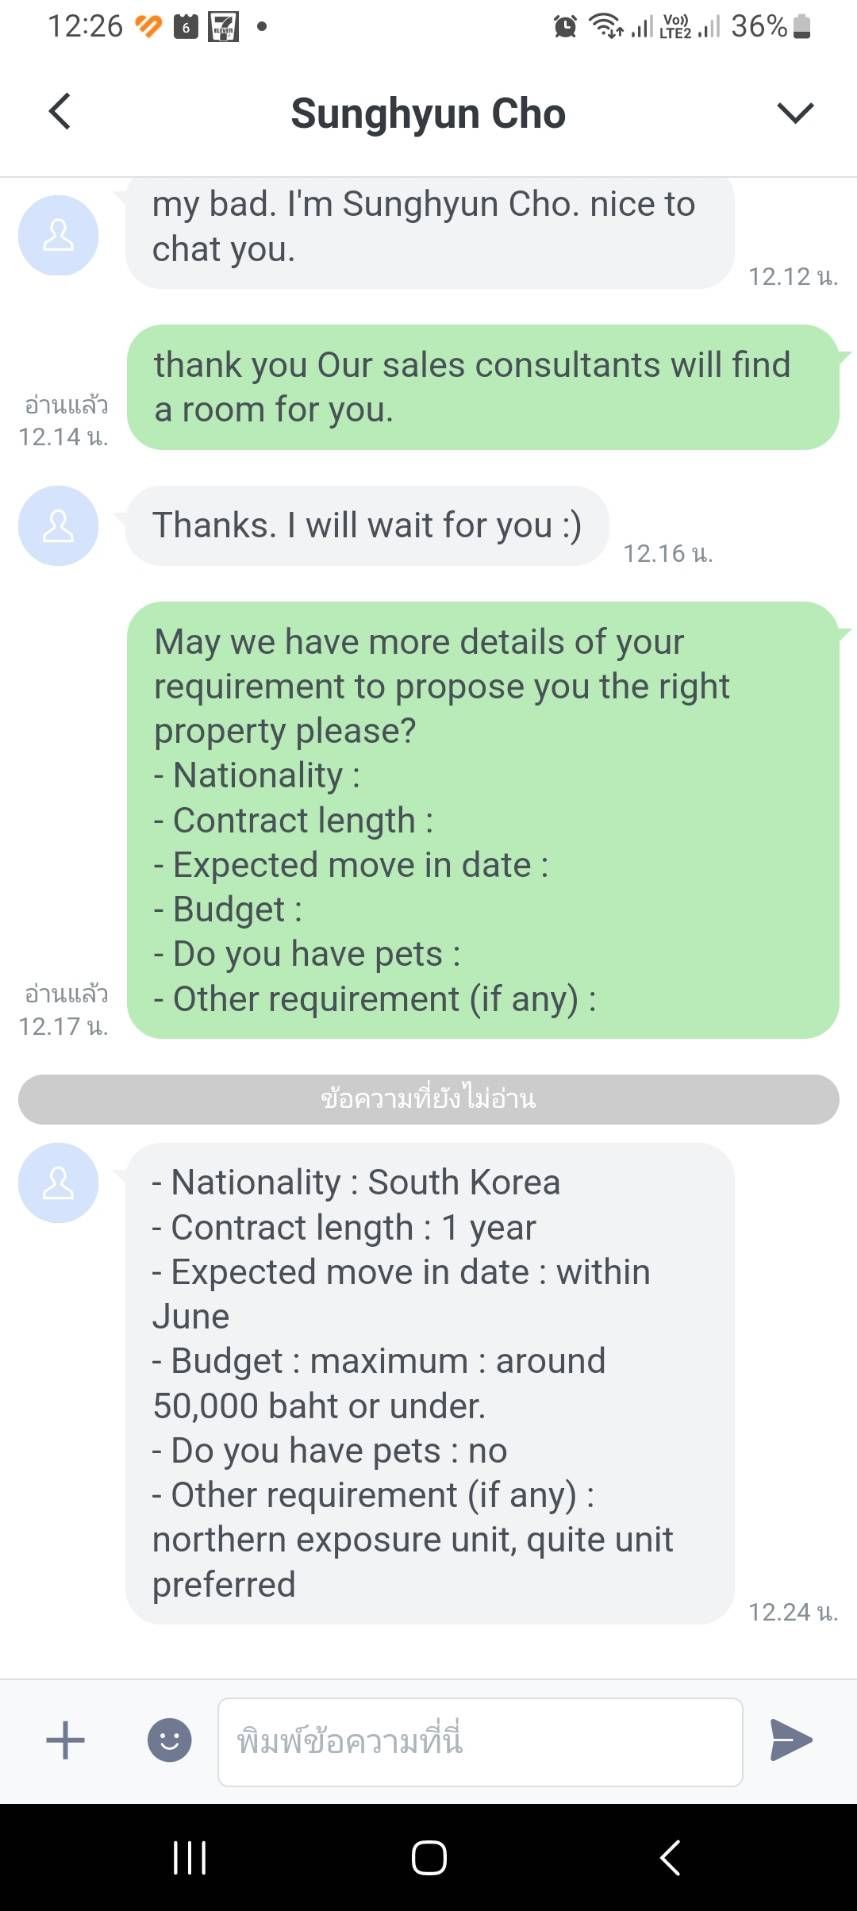 12:26
6
7
ELEVEN
Vo))
LTE2
36%
Sunghyun Cho
my bad. I'm Sunghyun Cho. nice to
chat you.
12.12 น.
thank you Our sales consultants will find
a room for you.
อ่านแล้ว
12.14 น.
Thanks. I will wait for you :)
12.16 น.
May we have more details of your
requirement to propose you the right
property please?
- Nationality :
- Contract length :
- Expected move in date :
- Budget :
- Do you have pets :
- Other requirement (if any) :
อ่านแล้ว
12.17 น.
ข้อความที่ยังไม่อ่าน
- Nationality : South Korea
- Contract length : 1 year
- Expected move in date : within
June
- Budget : maximum : around
50,000 baht or under.
- Do you have pets : no
- Other requirement (if any) :
northern exposure unit, quite unit
preferred
12.24 น.
พิมพ์ข้อความที่นี่